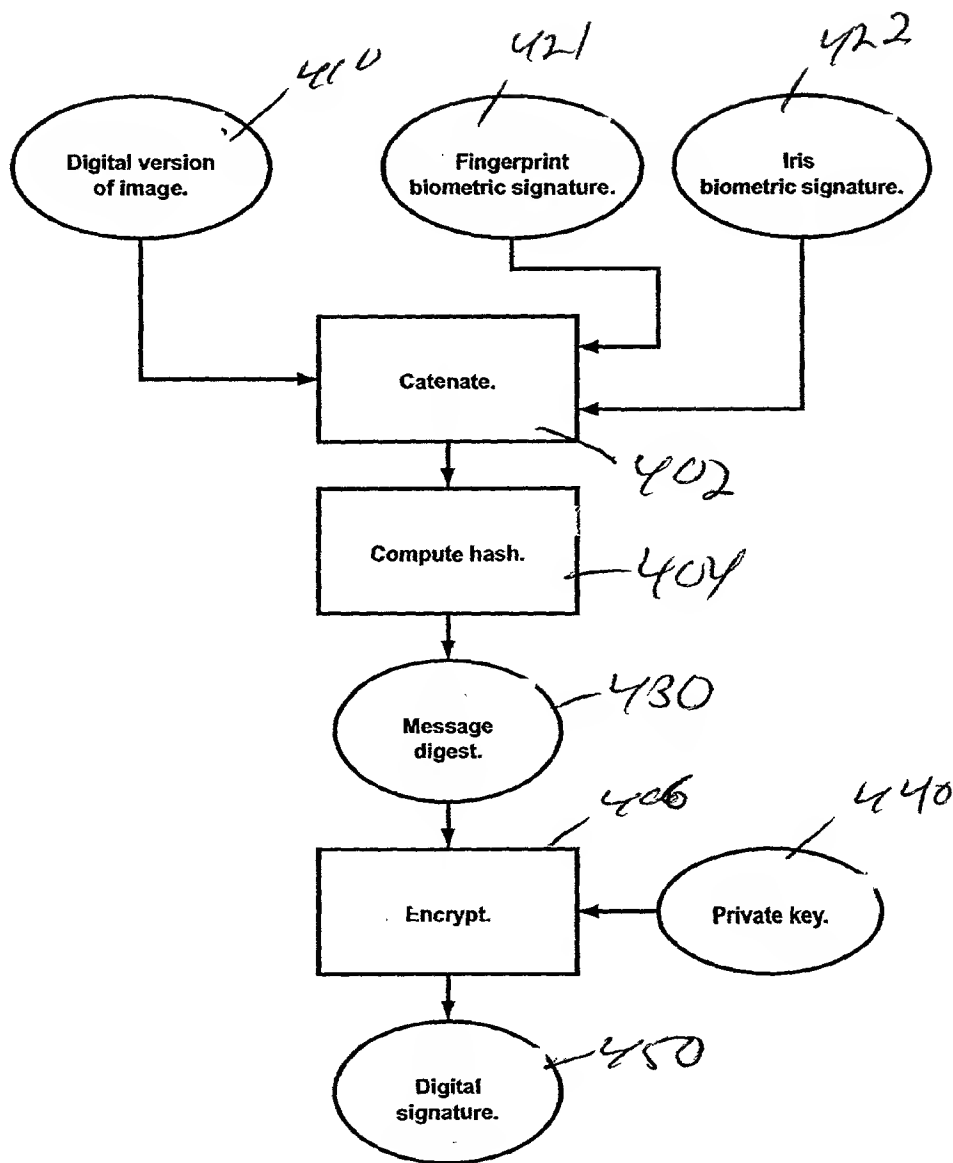 410
421
422
Digital version
of image.
Fingerprint
biometric signature.
Iris
biometric signature.
Catenate.
402
Compute hash.
404
Message
digest.
430
406
440
Encrypt.
Private key.
Digital
signature.
450